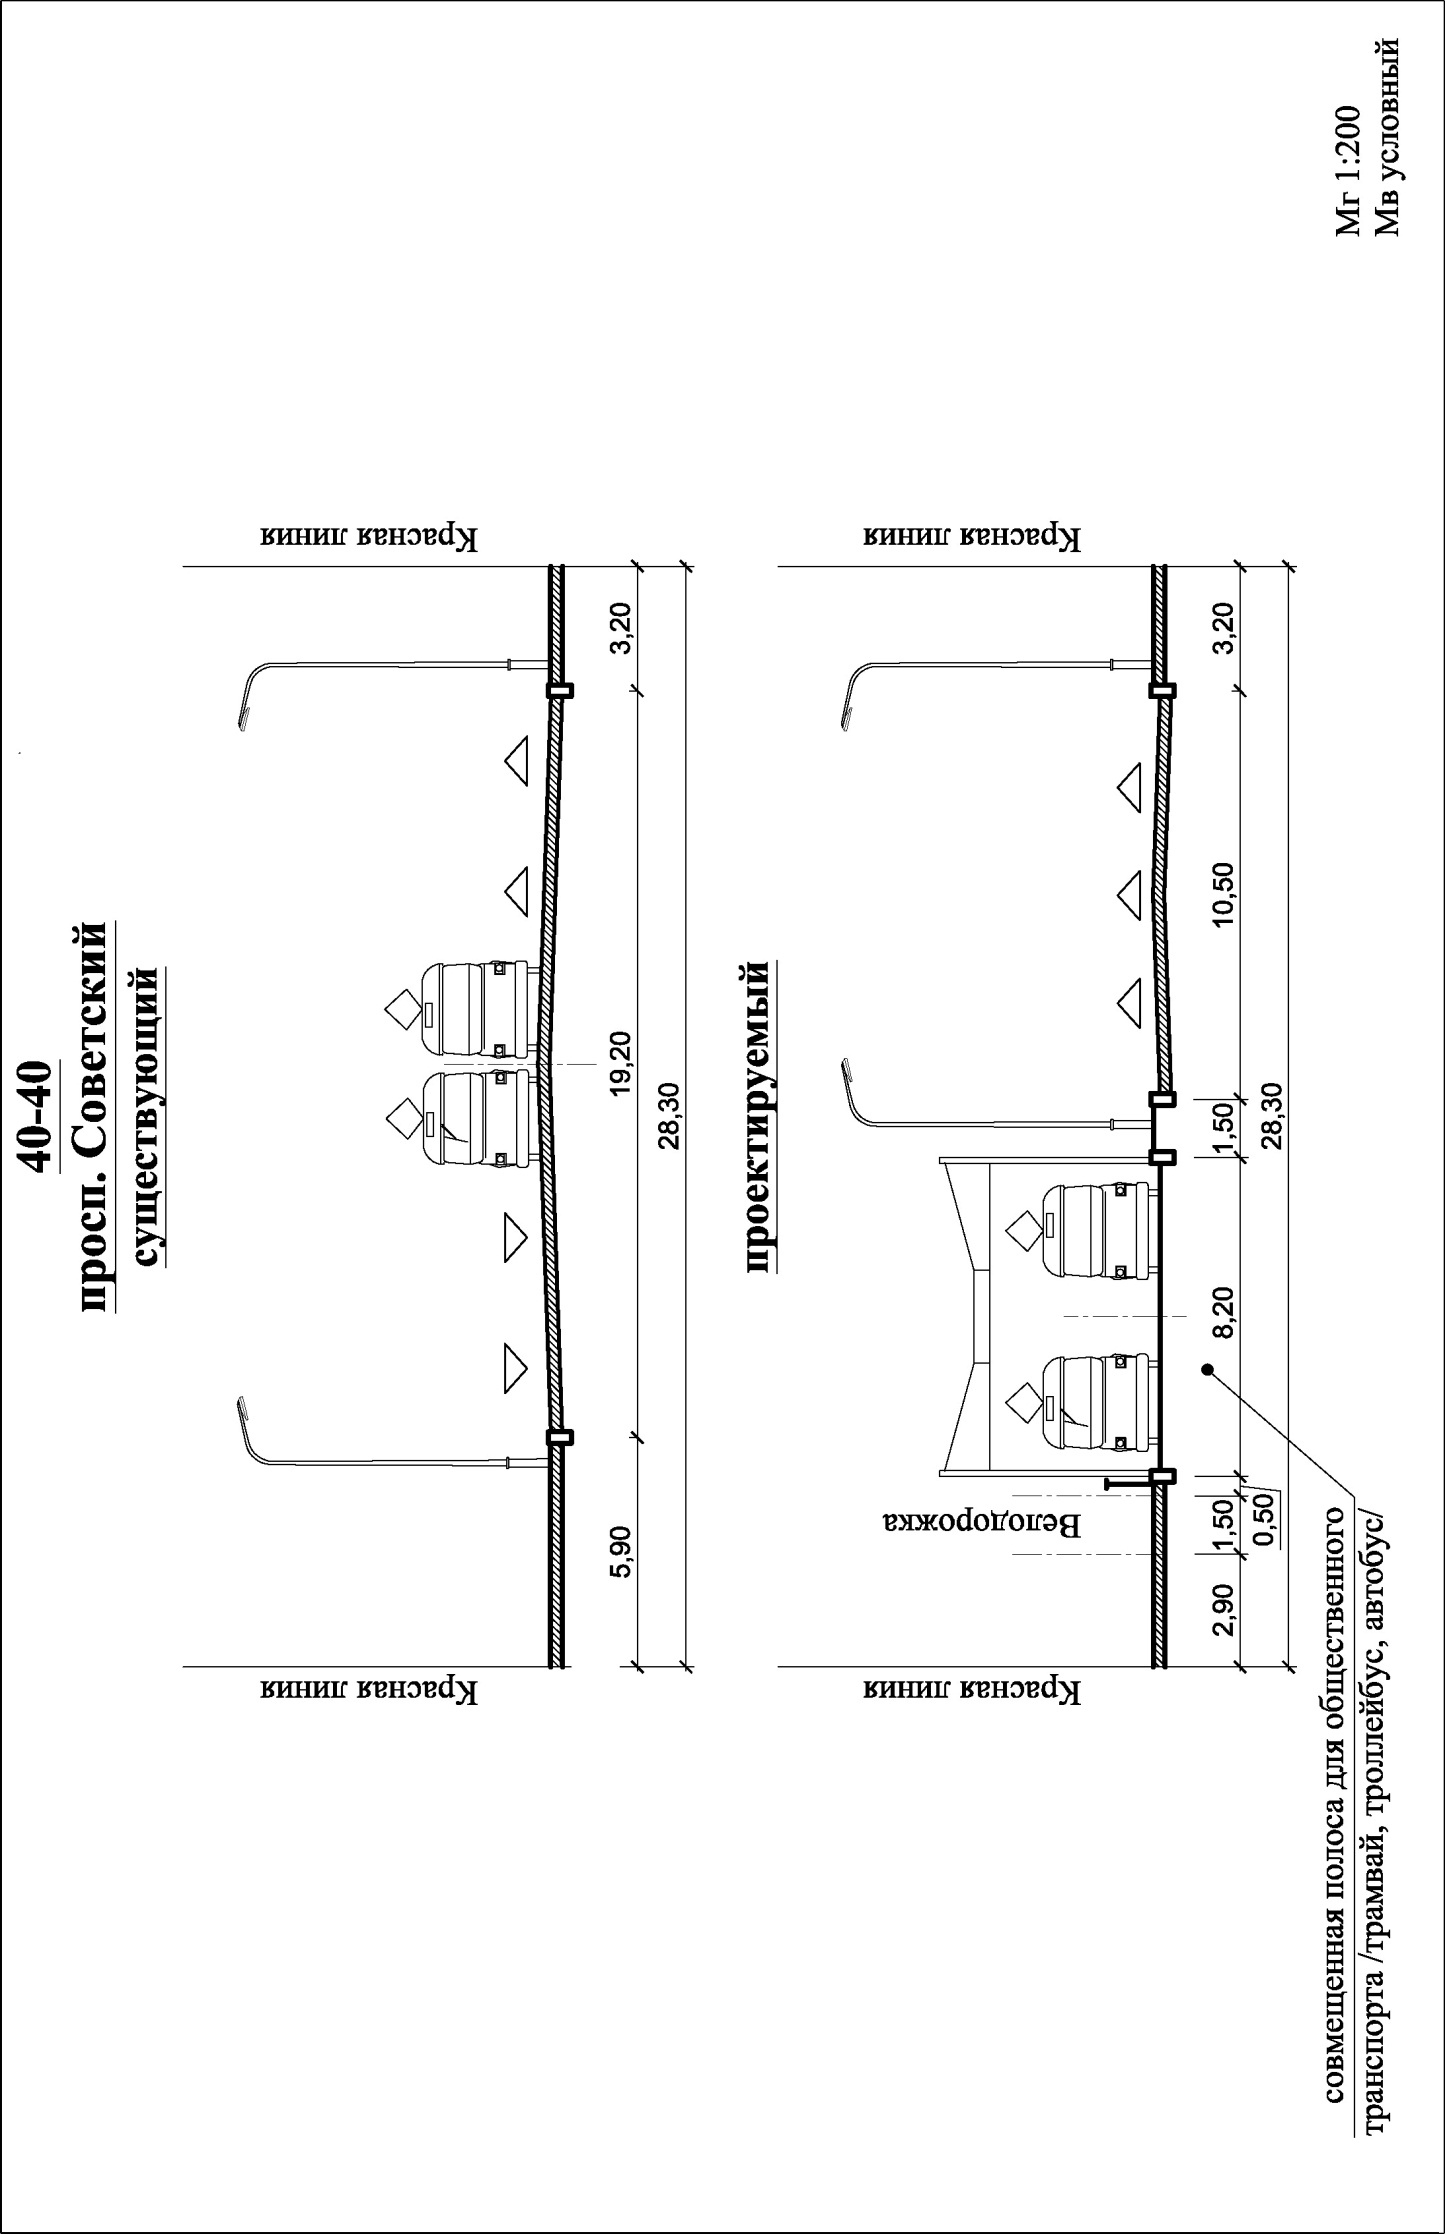 40-40
просп. Советский
существующий
Красная линия
Красная линия
5,90
19,20
3,20
28,30
проектируемый
Красная линия
Красная линия
Велодорожка
2,90
1,50
0,50
8,20
1,50
10,50
3,20
28,30
совмещенная полоса для общественного
транспорта /трамвай, троллейбус, автобус/
Мг 1:200
Мв условный